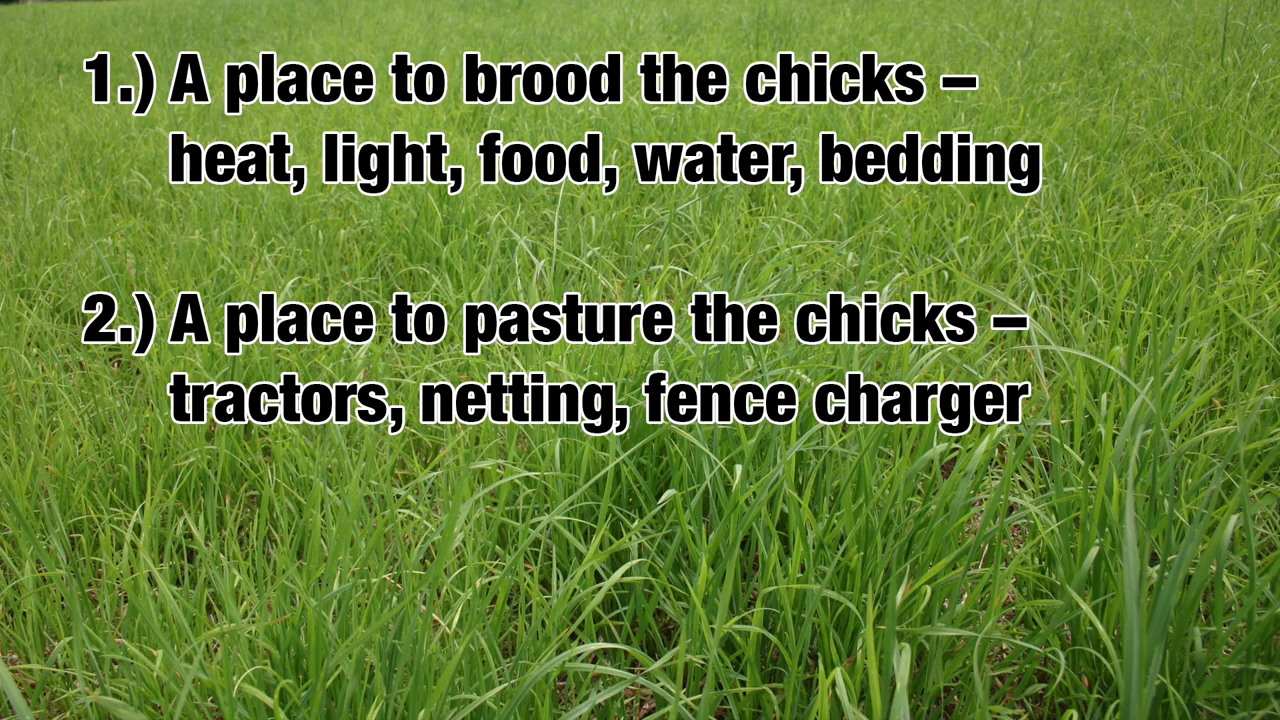 1.) A place to brood the chicks –
heat, light, food, water, bedding
2.) A place to pasture the chicks –
tractors, netting, fence charger